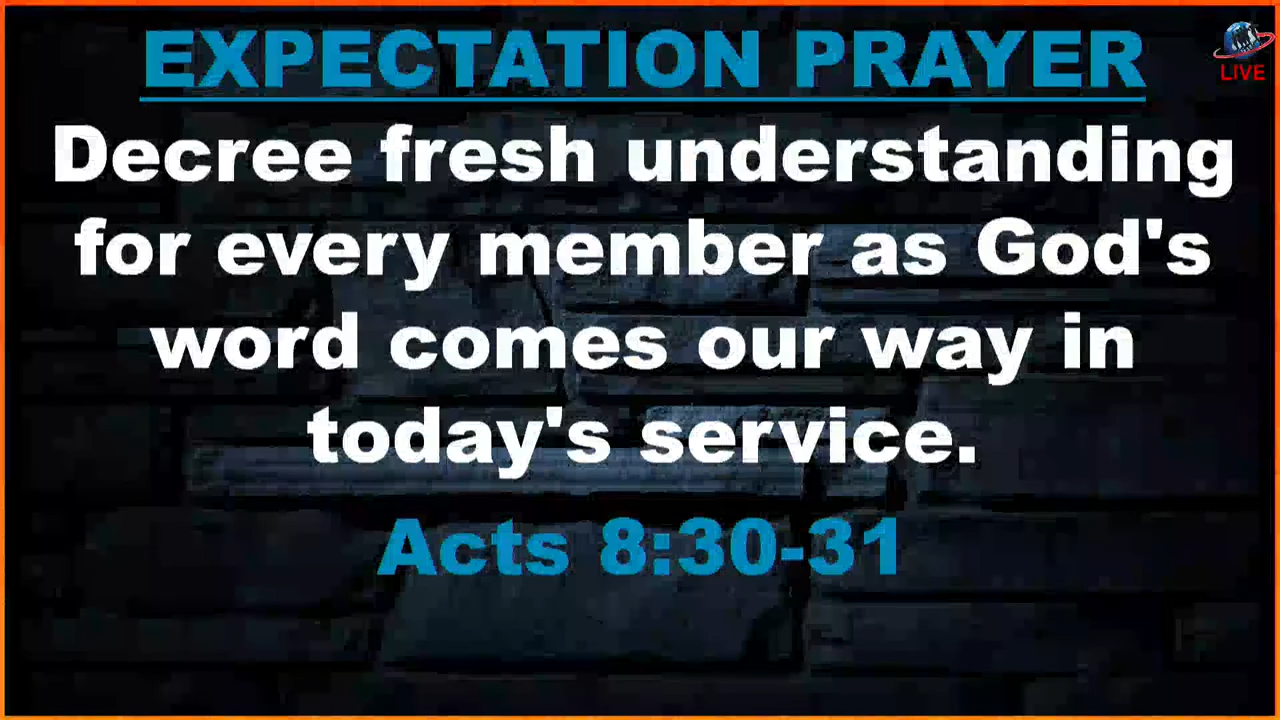 EXPECTATION PRAYER
LIVE
Decree fresh understanding
for every member as God's
word comes our way in
today's service.
Acts 8:30-31